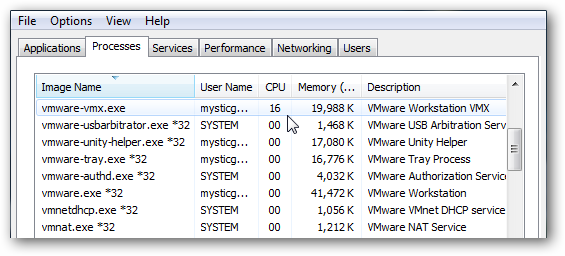 File Options View Help
Applications Processes Services Performance Networking Users
Image Name User Name CPU Memory (... Description
vmware-vmx.exe mysticg... 16 19,988 K VMware Workstation VMX
vmware-usbarbitrator.exe *32 SYSTEM 00 1,468 K VMware USB Arbitration Serv
vmware-unity-helper.exe *32 mysticg... 00 17,080 K VMware Unity Helper
vmware-tray.exe *32 mysticg... 00 16,776 K VMware Tray Process
vmware-authd.exe *32 SYSTEM 00 4,032 K VMware Authorization Service
vmware.exe *32 mysticg... 00 41,472 K VMware Workstation
vmnetdhcp.exe *32 SYSTEM 00 1,056 K VMware VMnet DHCP service
vmnat.exe *32 SYSTEM 00 1,212 K VMware NAT Service